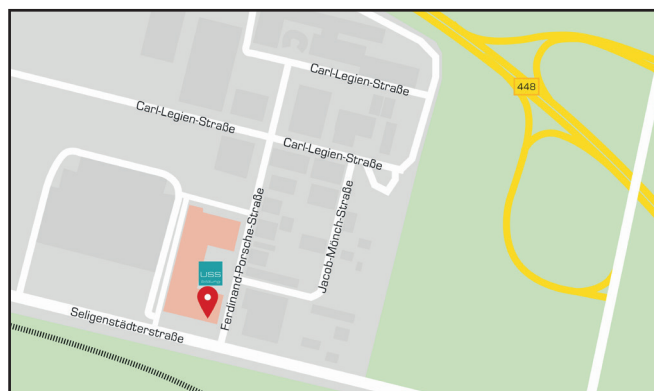 Carl-Legien-Straße
448
Carl-Legien-Straße
Carl-Legien-Straße
Jacob-Mönch-Straße
Ferdinand-Porsche-Straße
USS
Seligenstädterstraße